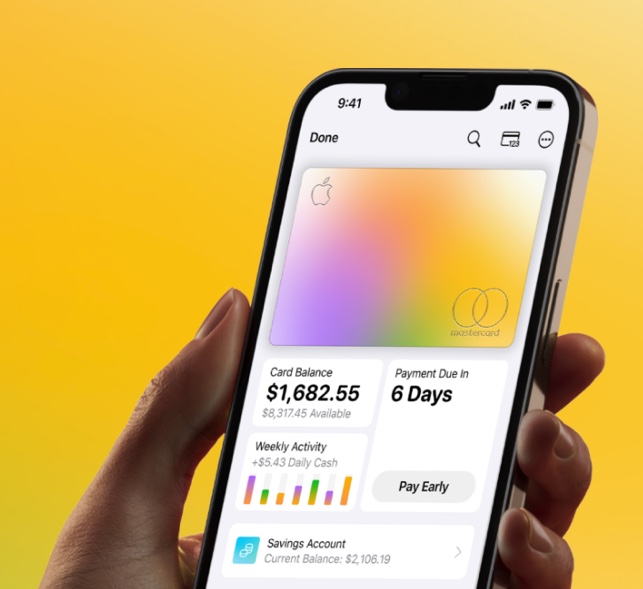 9:41
Done
123
mastercard
Card Balance
$1,682.55
$8,317.45 Available
Payment Due In
6 Days
Weekly Activity
+$5.43 Daily Cash
Pay Early
Savings Account
Current Balance: $2,106.19